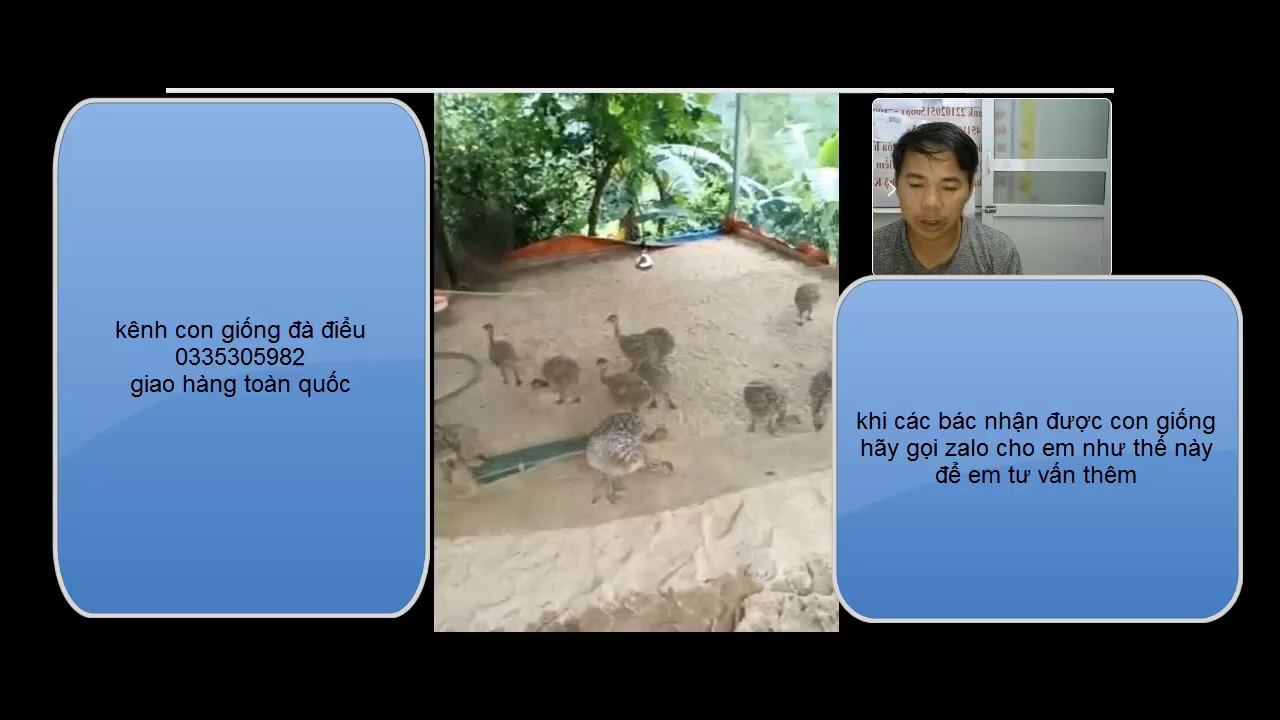 kênh con giống đà điểu
0335305982
giao hàng toàn quốc
khi các bác nhận được con giống
hãy gọi zalo cho em như thế này
để em tư vấn thêm